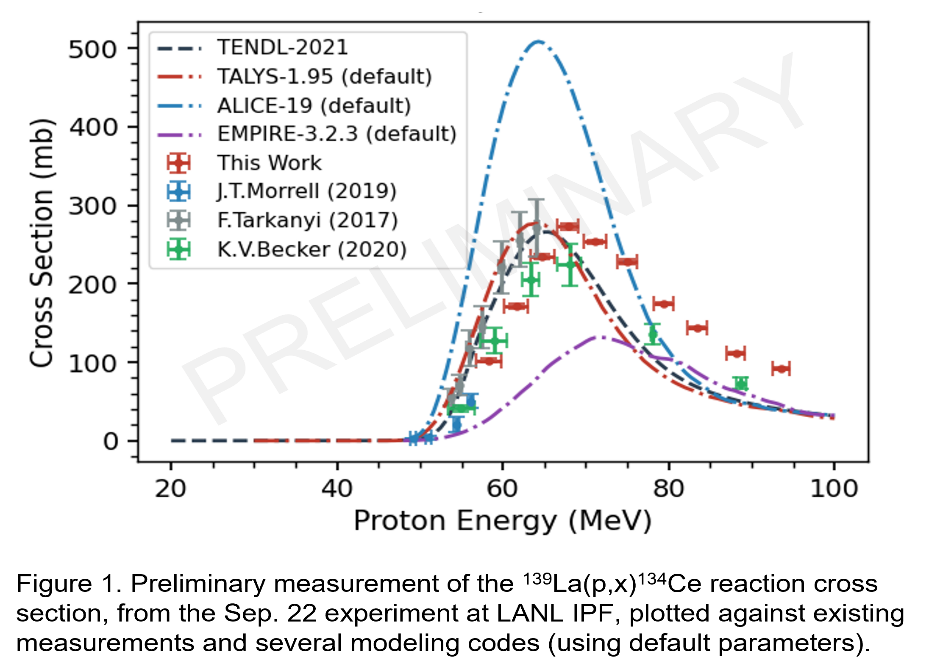 500
400
300
200
100
0
Cross Section (mb)
TENDL-2021
TALYS-1.95 (default)
ALICE-19 (default)
EMPIRE-3.2.3 (default)
This Work
J.T.Morrell (2019)
F.Tarkanyi (2017)
K.V.Becker (2020)
PRELIMINARY
20 40 60 80 100
Proton Energy (MeV)
Figure 1. Preliminary measurement of the ¹³⁹La(p,x)¹³⁴Ce reaction cross
section, from the Sep. 22 experiment at LANL IPF, plotted against existing
measurements and several modeling codes (using default parameters).